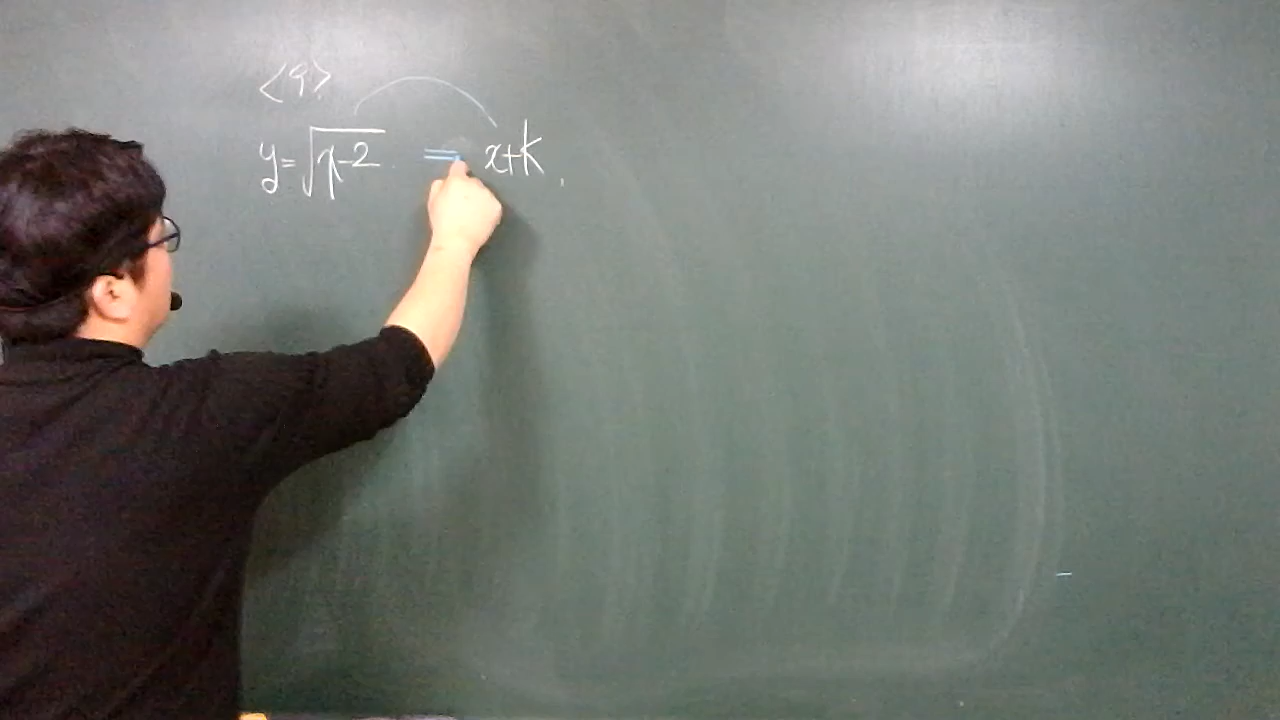 <9>
y=√x-2 = x+k